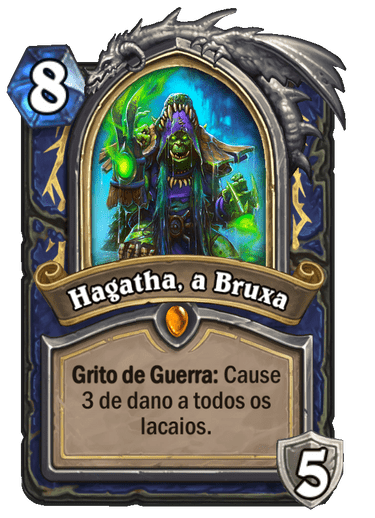 8
Hagatha, a Bruxa
Grito de Guerra: Cause
3 de dano a todos os
lacaios.
5